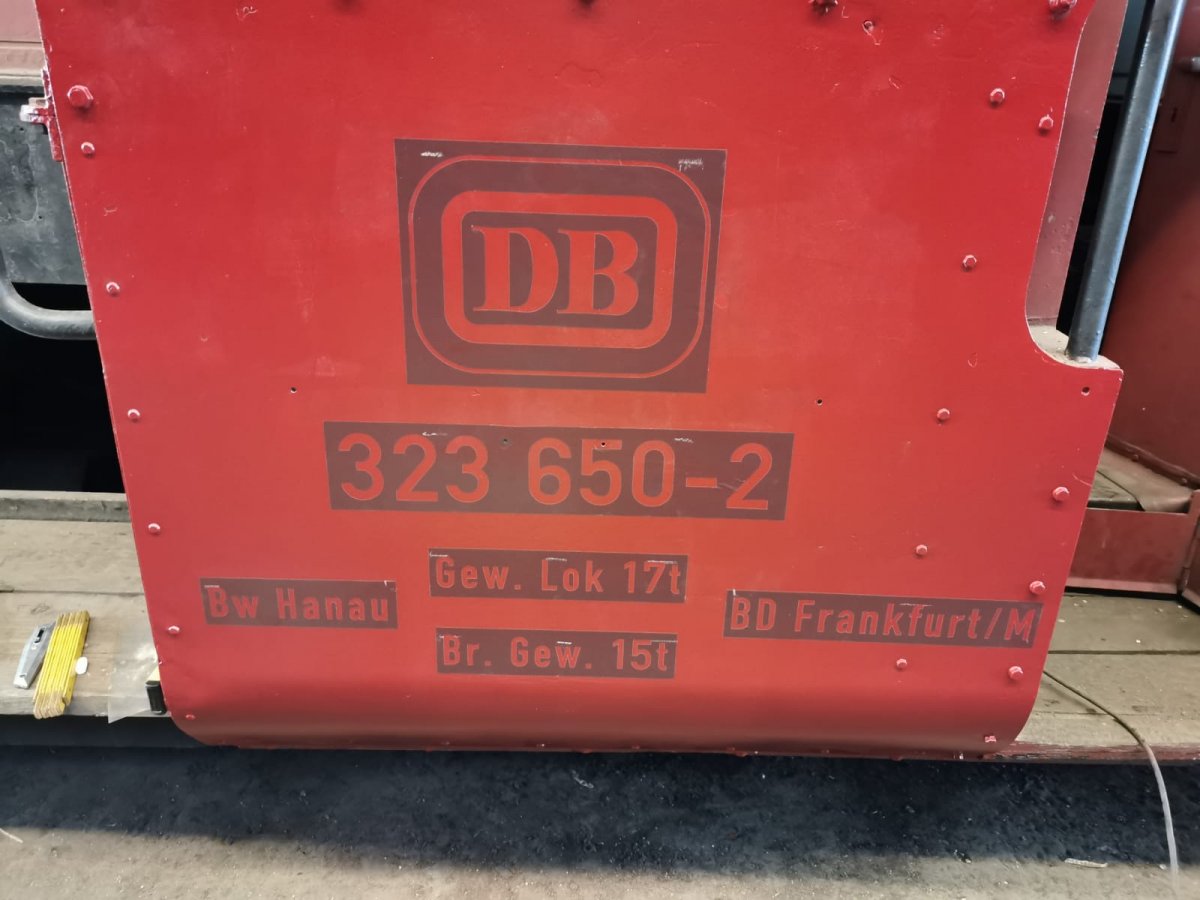 DB
323 650-2
Gew. Lok 17t
Bw Hanau
BD Frankfurt/M
Br. Gew. 15t